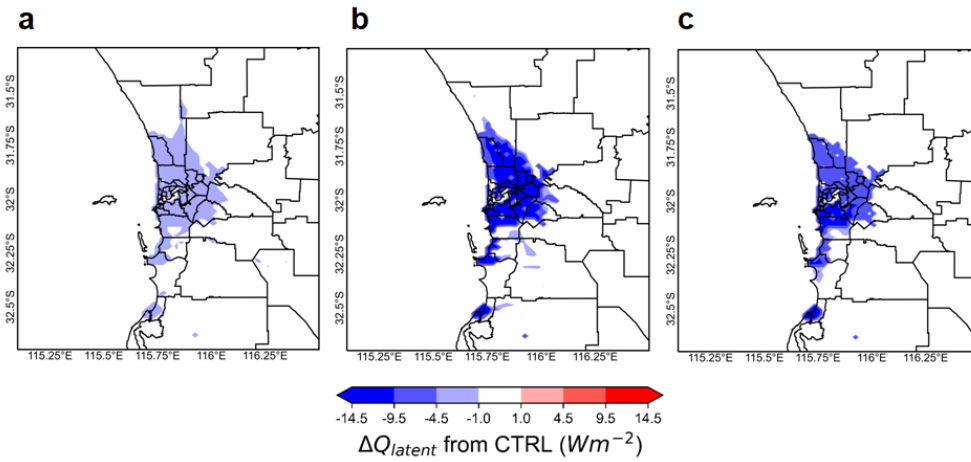 a b c
31.5°S 31.5°S 31.5°S
31.75°S 31.75°S 31.75°S
32°S 32°S 32°S
32.25°S 32.25°S 32.25°S
32.5°S 32.5°S 32.5°S
115.25°E 115.5°E 115.75°E 116°E 116.25°E 115.25°E 115.5°E 115.75°E 116°E 116.25°E 115.25°E 115.5°E 115.75°E 116°E 116.25°E
-14.5 -9.5 -4.5 -1.0 1.0 4.5 9.5 14.5
ΔQlatent from CTRL (Wm⁻²)